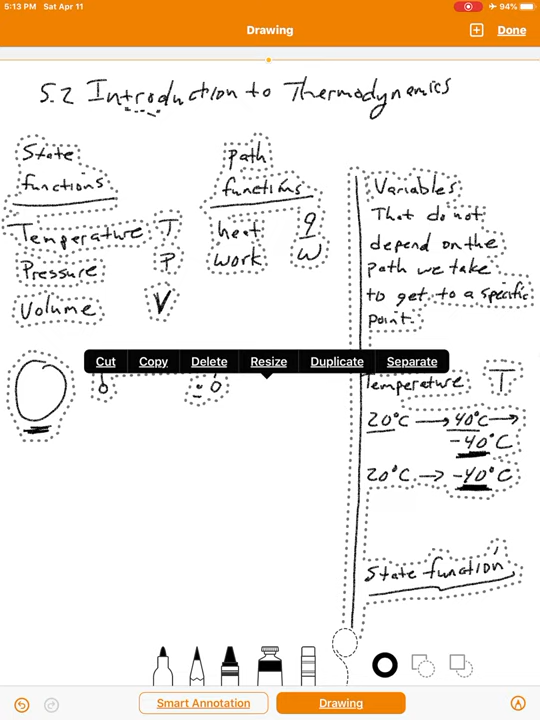 5:13 PM Sat Apr 11 94%
Drawing
Done
5.2 Introduction to Thermodynamics
State
functions
Temperature T
Pressure P
Volume V
path
functions
heat q
work w
Variables
That do not
depend on the
path we take
to get to a specific
point.
Cut Copy Delete Resize Duplicate Separate
Temperature T
20°C → 40°C →
-40°C
20°C → -40°C
State function
Smart Annotation Drawing